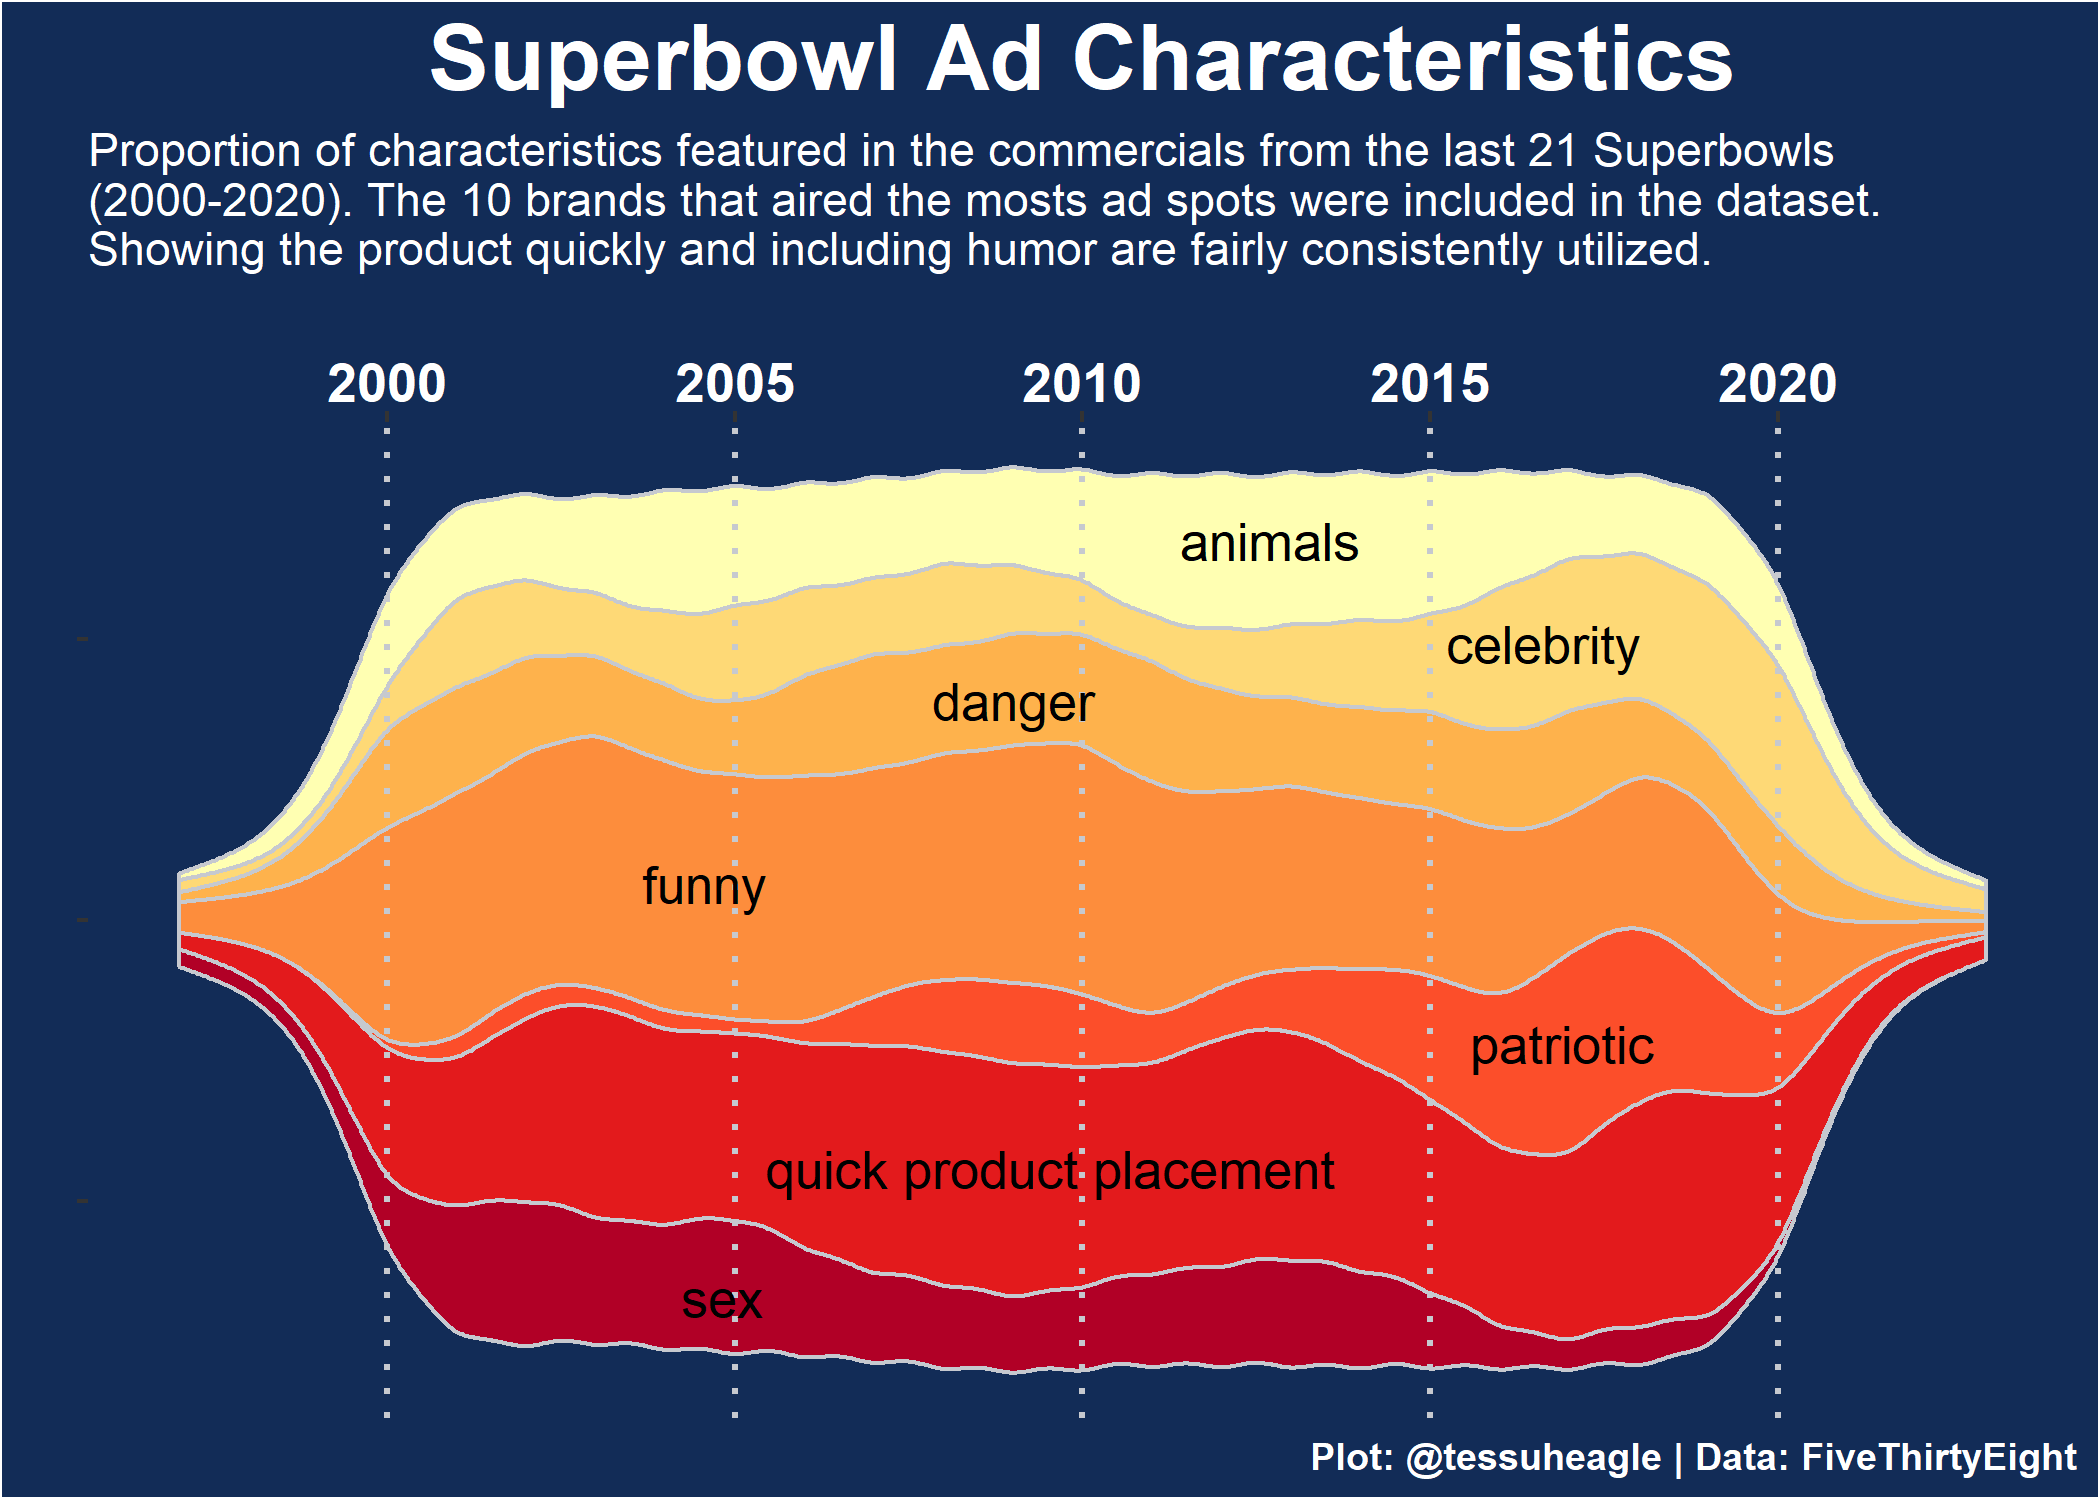 Superbowl Ad Characteristics
Proportion of characteristics featured in the commercials from the last 21 Superbowls
(2000-2020). The 10 brands that aired the mosts ad spots were included in the dataset.
Showing the product quickly and including humor are fairly consistently utilized.
2000 2005 2010 2015 2020
animals
celebrity
danger
funny
patriotic
quick product placement
sex
Plot: @tessuheagle | Data: FiveThirtyEight